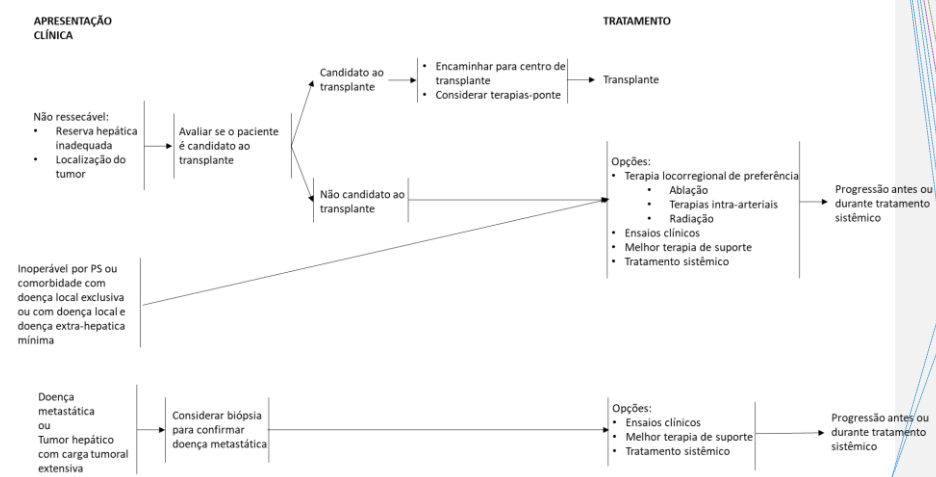 APRESENTAÇÃO
CLÍNICA
TRATAMENTO
Não ressecável:
• Reserva hepática
inadequada
• Localização do
tumor
Avaliar se o paciente
é candidato ao
transplante
Candidato ao
transplante
• Encaminhar para centro de
transplante
• Considerar terapias-ponte
Transplante
Não candidato ao
transplante
Opções:
• Terapia locorregional de preferência
• Ablação
• Terapias intra-arteriais
• Radiação
• Ensaios clínicos
• Melhor terapia de suporte
• Tratamento sistêmico
Progressão antes ou
durante tratamento
sistêmico
Inoperável por PS ou
comorbidade com
doença local exclusiva
ou com doença local e
doença extra-hepatica
mínima
Doença
metastática
ou
Tumor hepático
com carga tumoral
extensiva
Considerar biópsia
para confirmar
doença metastática
Opções:
• Ensaios clínicos
• Melhor terapia de suporte
• Tratamento sistêmico
Progressão antes ou
durante tratamento
sistêmico